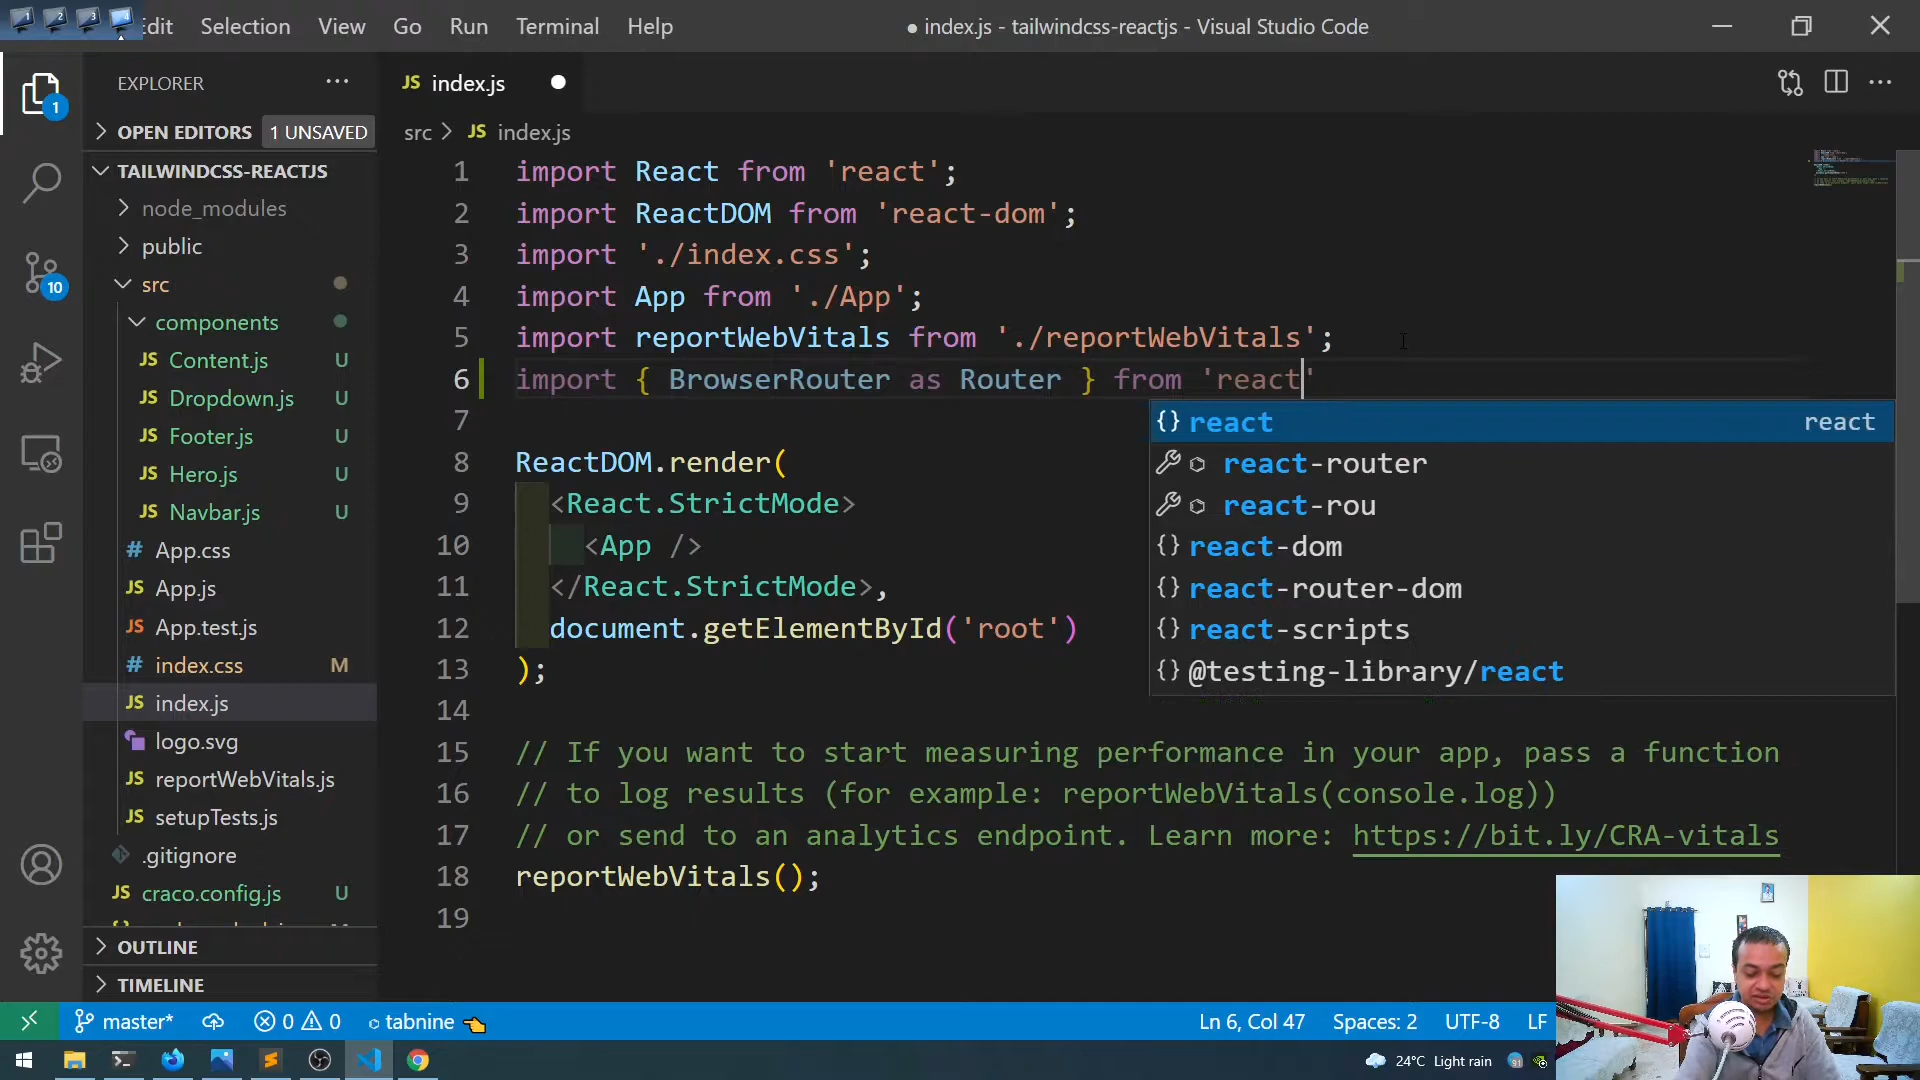 1 2 3 4 Edit Selection View Go Run Terminal Help
● index.js - tailwindcss-reactjs - Visual Studio Code
EXPLORER ···
1
OPEN EDITORS 1 UNSAVED
TAILWINDCSS-REACTJS
node_modules
public
src
10
components
JS Content.js U
JS Dropdown.js U
JS Footer.js U
JS Hero.js U
JS Navbar.js U
# App.css
JS App.js
JS App.test.js
# index.css M
JS index.js
logo.svg
JS reportWebVitals.js
JS setupTests.js
.gitignore
JS craco.config.js U
OUTLINE
TIMELINE
JS index.js ●
src > JS index.js
1 import React from 'react';
2 import ReactDOM from 'react-dom';
3 import './index.css';
4 import App from './App';
5 import reportWebVitals from './reportWebVitals';
6 import { BrowserRouter as Router } from 'react'
7
8 ReactDOM.render(
9 <React.StrictMode>
10 <App />
11 </React.StrictMode>,
12 document.getElementById('root')
13 );
14
15 // If you want to start measuring performance in your app, pass a function
16 // to log results (for example: reportWebVitals(console.log))
17 // or send to an analytics endpoint. Learn more: https://bit.ly/CRA-vitals
18 reportWebVitals();
19
{} react react
react-router
react-rou
{} react-dom
{} react-router-dom
{} react-scripts
{} @testing-library/react
master* 0 0 tabnine Ln 6, Col 47 Spaces: 2 UTF-8 LF
24°C Light rain 91